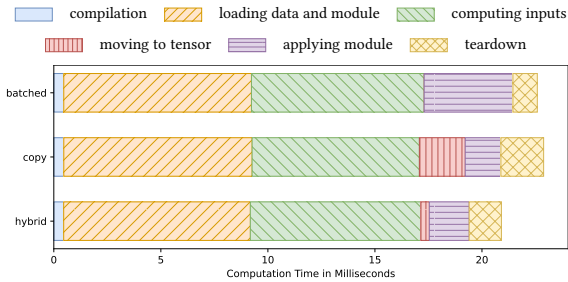 compilation loading data and module computing inputs
moving to tensor applying module teardown
batched
copy
hybrid
0 5 10 15 20
Computation Time in Milliseconds